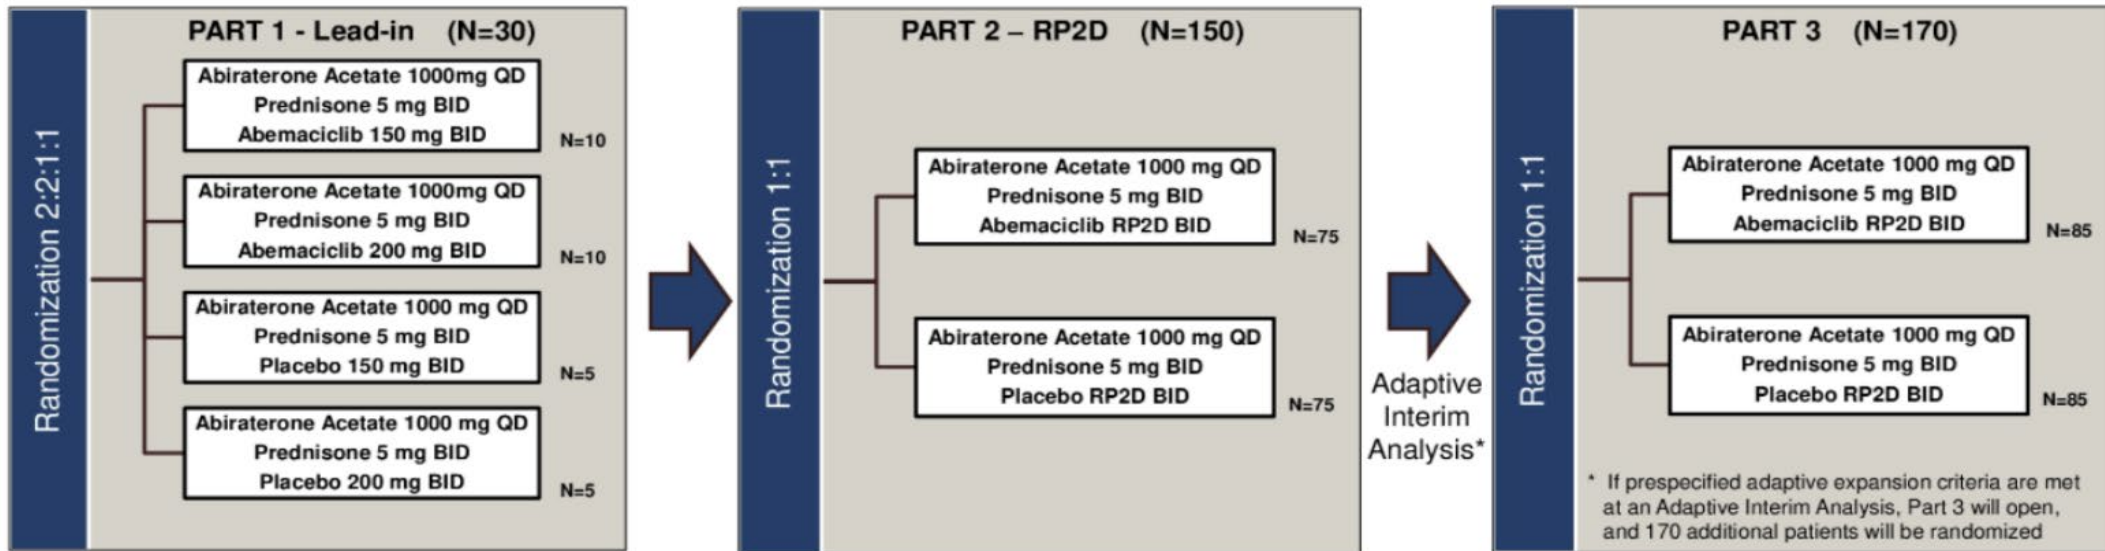 Randomization 2:2:1:1
PART 1 - Lead-in (N=30)
Abiraterone Acetate 1000mg QD
Prednisone 5 mg BID
Abemaciclib 150 mg BID
N=10
Abiraterone Acetate 1000mg QD
Prednisone 5 mg BID
Abemaciclib 200 mg BID
N=10
Abiraterone Acetate 1000 mg QD
Prednisone 5 mg BID
Placebo 150 mg BID
N=5
Abiraterone Acetate 1000 mg QD
Prednisone 5 mg BID
Placebo 200 mg BID
N=5
Randomization 1:1
PART 2 – RP2D (N=150)
Abiraterone Acetate 1000 mg QD
Prednisone 5 mg BID
Abemaciclib RP2D BID
N=75
Abiraterone Acetate 1000 mg QD
Prednisone 5 mg BID
Placebo RP2D BID
N=75
Adaptive
Interim
Analysis*
Randomization 1:1
PART 3 (N=170)
Abiraterone Acetate 1000 mg QD
Prednisone 5 mg BID
Abemaciclib RP2D BID
N=85
Abiraterone Acetate 1000 mg QD
Prednisone 5 mg BID
Placebo RP2D BID
N=85
* If prespecified adaptive expansion criteria are met
at an Adaptive Interim Analysis, Part 3 will open,
and 170 additional patients will be randomized